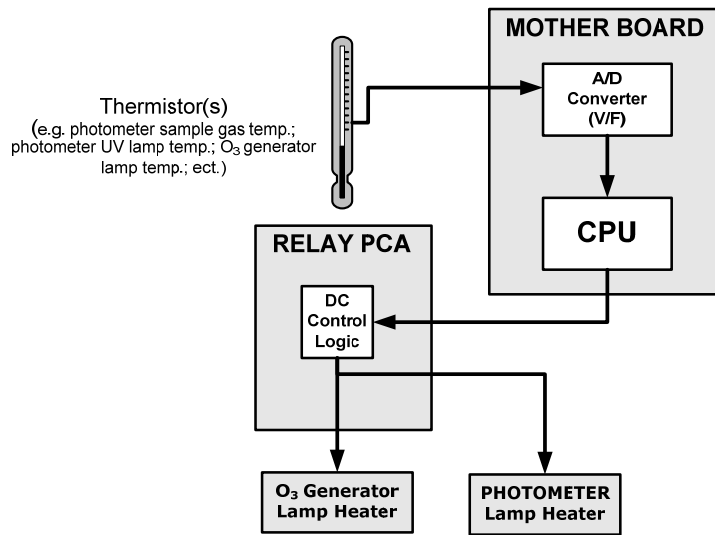 MOTHER BOARD
A/D
Converter
(V/F)
CPU
Thermistor(s)
(e.g. photometer sample gas temp.;
photometer UV lamp temp.; O₃ generator
lamp temp.; ect.)
RELAY PCA
DC
Control
Logic
O₃ Generator
Lamp Heater
PHOTOMETER
Lamp Heater